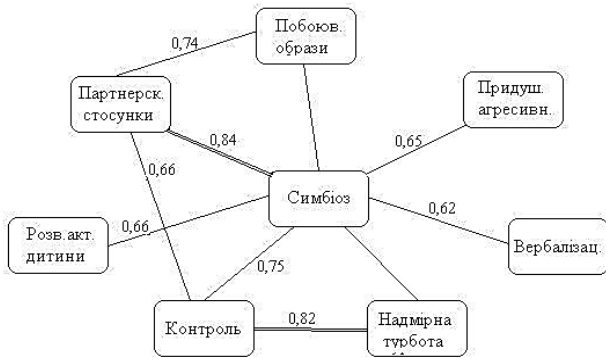 Побоюв.
образи
0,74
Партнерск.
стосунки
Придуш.
агресивн.
0,84
0,65
0,66
Симбіоз
0,62
0,66
Розв.акт.
дитини
Вербалізац.
0,75
Контроль
0,82
Надмірна
турбота